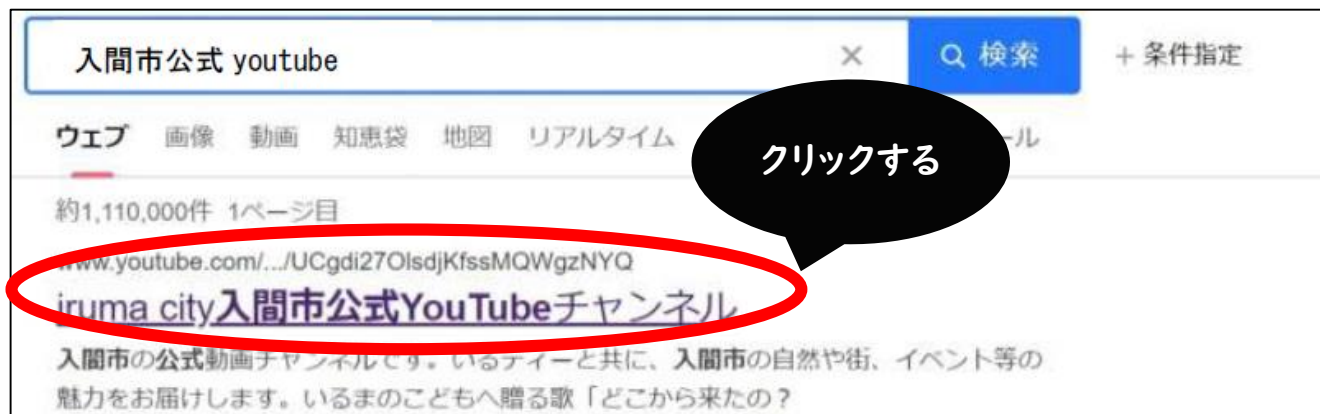 入間市公式 youtube × 検索 + 条件指定
ウェブ 画像 動画 知恵袋 地図 リアルタイム
クリックする
約1,110,000件 1ページ目
www.youtube.com/.../UCgdi27OlsdjKfssMQWgzNYQ
iruma city入間市公式YouTubeチャンネル
入間市の公式動画チャンネルです。いるティーと共に、入間市の自然や街、イベント等の
魅力をお届けします。いるまのこどもへ贈る歌「どこから来たの？